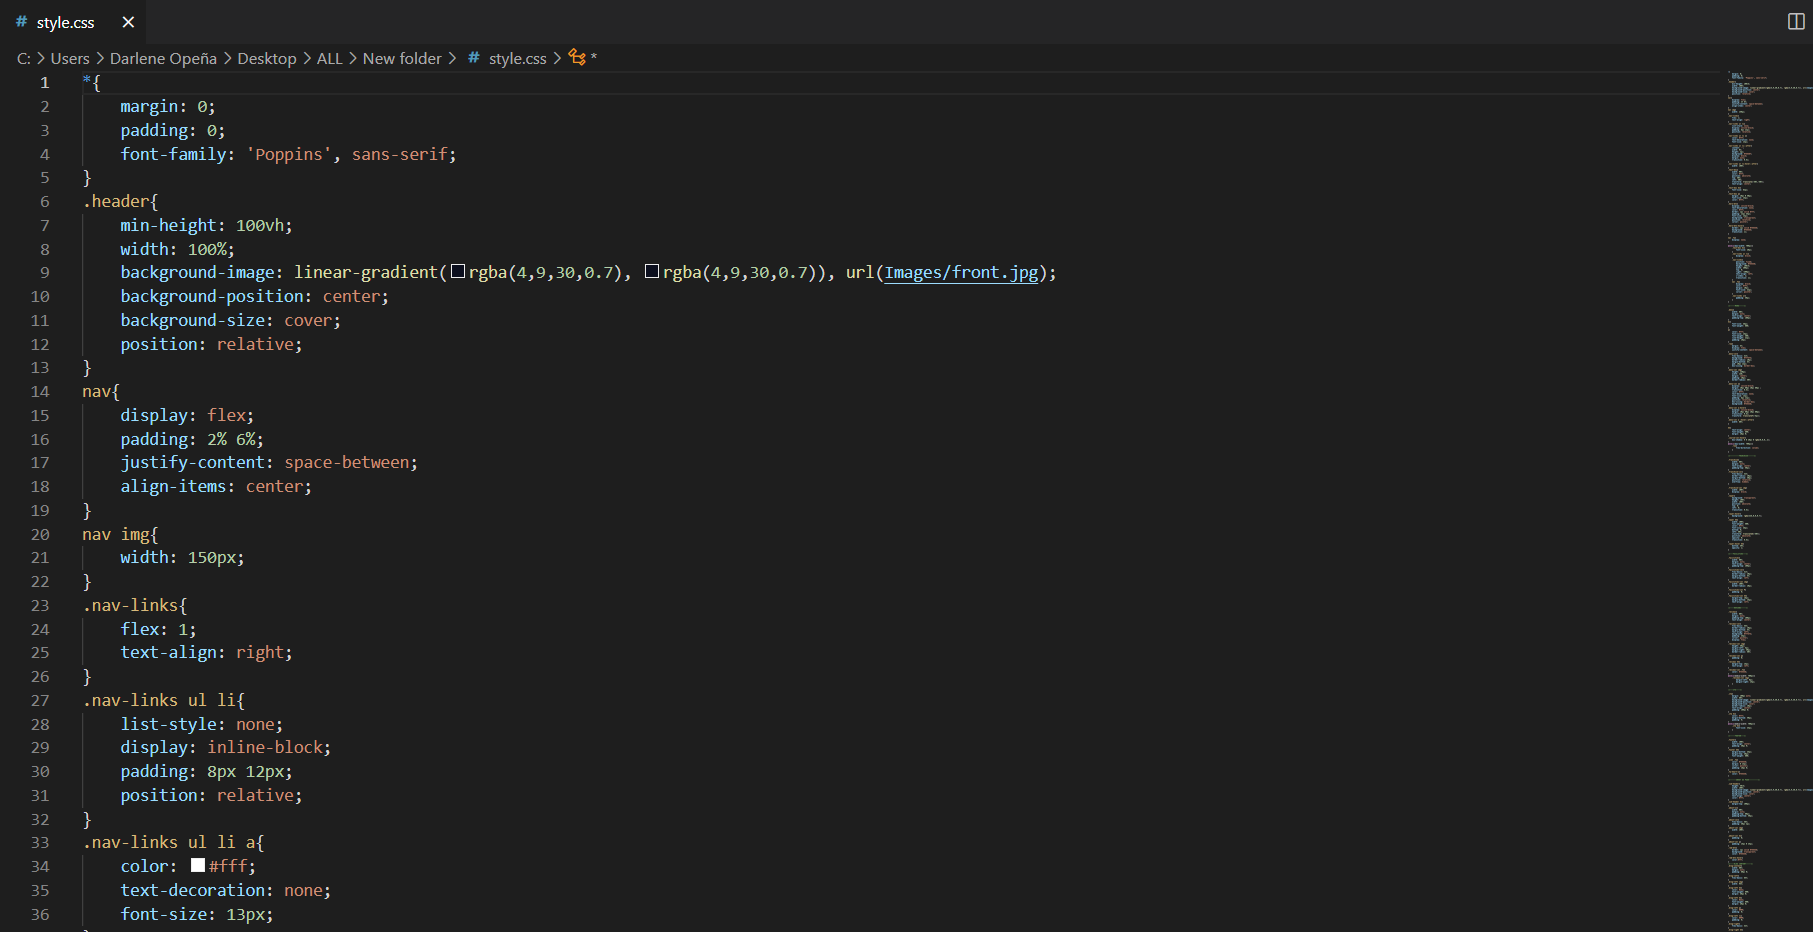 # style.css ×
C: > Users > Darlene Opeña > Desktop > ALL > New folder > # style.css > *
1 *{
2     margin: 0;
3     padding: 0;
4     font-family: 'Poppins', sans-serif;
5 }
6 .header{
7     min-height: 100vh;
8     width: 100%;
9     background-image: linear-gradient(rgba(4,9,30,0.7), rgba(4,9,30,0.7)), url(Images/front.jpg);
10     background-position: center;
11     background-size: cover;
12     position: relative;
13 }
14 nav{
15     display: flex;
16     padding: 2% 6%;
17     justify-content: space-between;
18     align-items: center;
19 }
20 nav img{
21     width: 150px;
22 }
23 .nav-links{
24     flex: 1;
25     text-align: right;
26 }
27 .nav-links ul li{
28     list-style: none;
29     display: inline-block;
30     padding: 8px 12px;
31     position: relative;
32 }
33 .nav-links ul li a{
34     color: #fff;
35     text-decoration: none;
36     font-size: 13px;